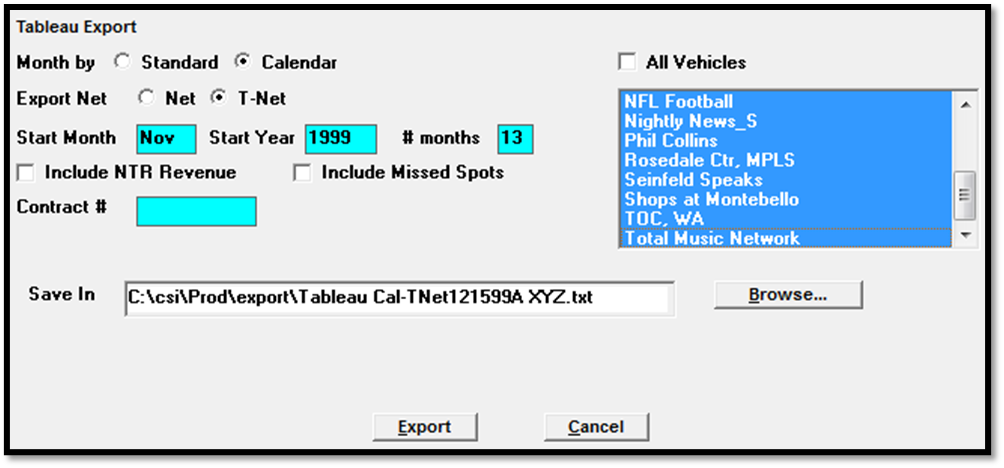 Tableau Export
Month by Standard Calendar
All Vehicles
Export Net Net T-Net
Start Month Nov Start Year 1999 # months 13
Include NTR Revenue Include Missed Spots
Contract #
NFL Football
Nightly News_S
Phil Collins
Rosedale Ctr, MPLS
Seinfeld Speaks
Shops at Montebello
TOC, WA
Total Music Network
Save In C:\csi\Prod\export\Tableau Cal-TNet121599A XYZ.txt Browse...
Export Cancel